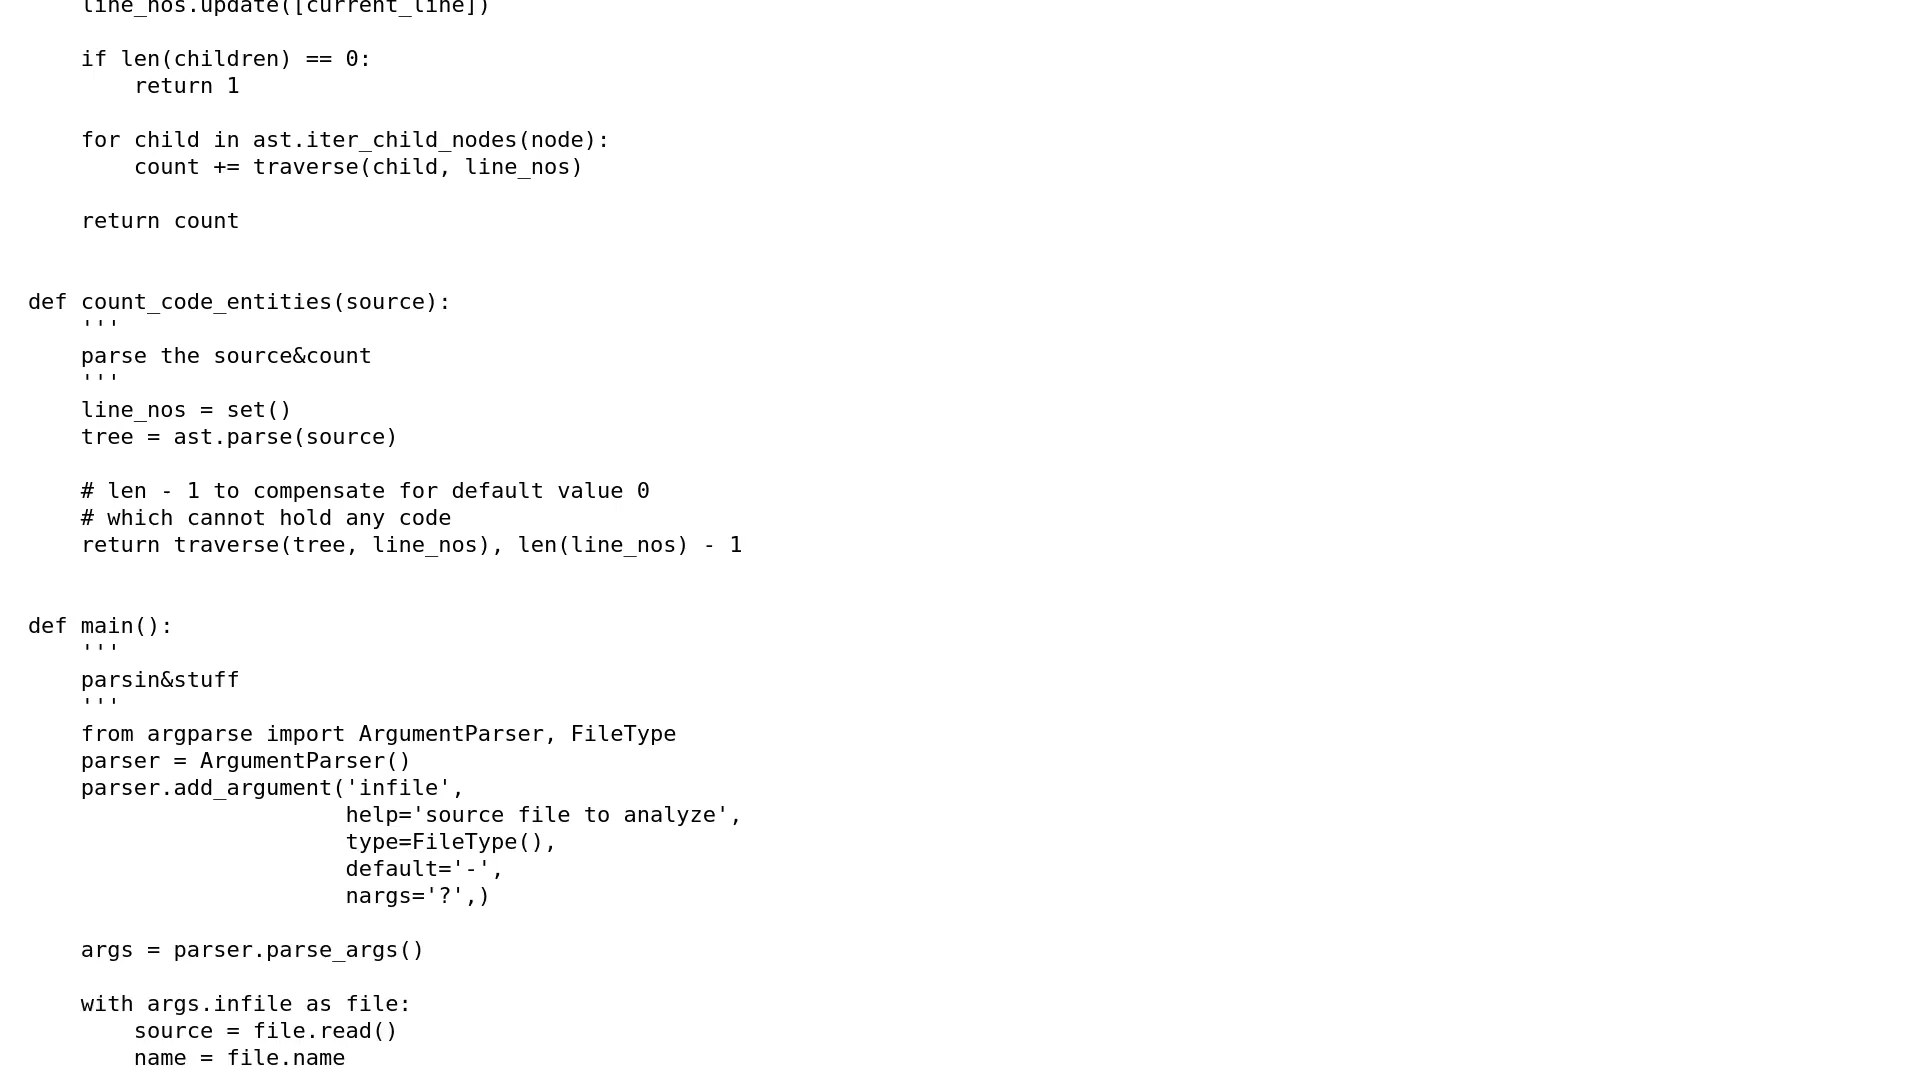 line_nos.update([current_line])

    if len(children) == 0:
        return 1

    for child in ast.iter_child_nodes(node):
        count += traverse(child, line_nos)

    return count


def count_code_entities(source):
    '''
    parse the source&count
    '''
    line_nos = set()
    tree = ast.parse(source)

    # len - 1 to compensate for default value 0
    # which cannot hold any code
    return traverse(tree, line_nos), len(line_nos) - 1


def main():
    '''
    parsin&stuff
    '''
    from argparse import ArgumentParser, FileType
    parser = ArgumentParser()
    parser.add_argument('infile',
                        help='source file to analyze',
                        type=FileType(),
                        default='-',
                        nargs='?',)

    args = parser.parse_args()

    with args.infile as file:
        source = file.read()
        name = file.name